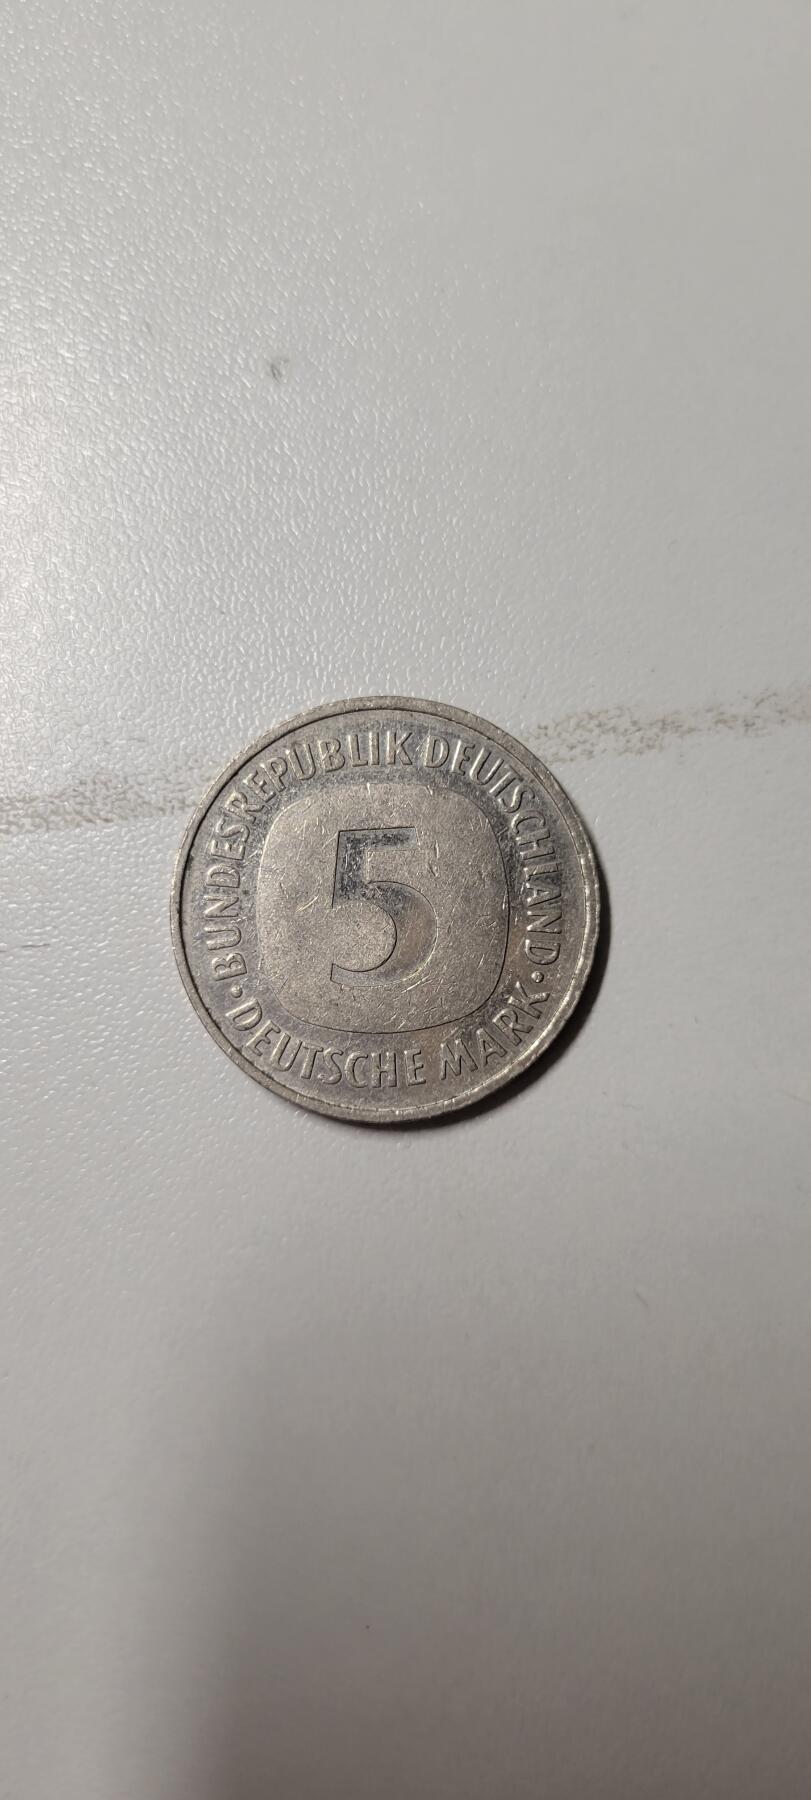 BUNDESREPUBLIK DEUTSCHLAND
5
DEUTSCHE MARK